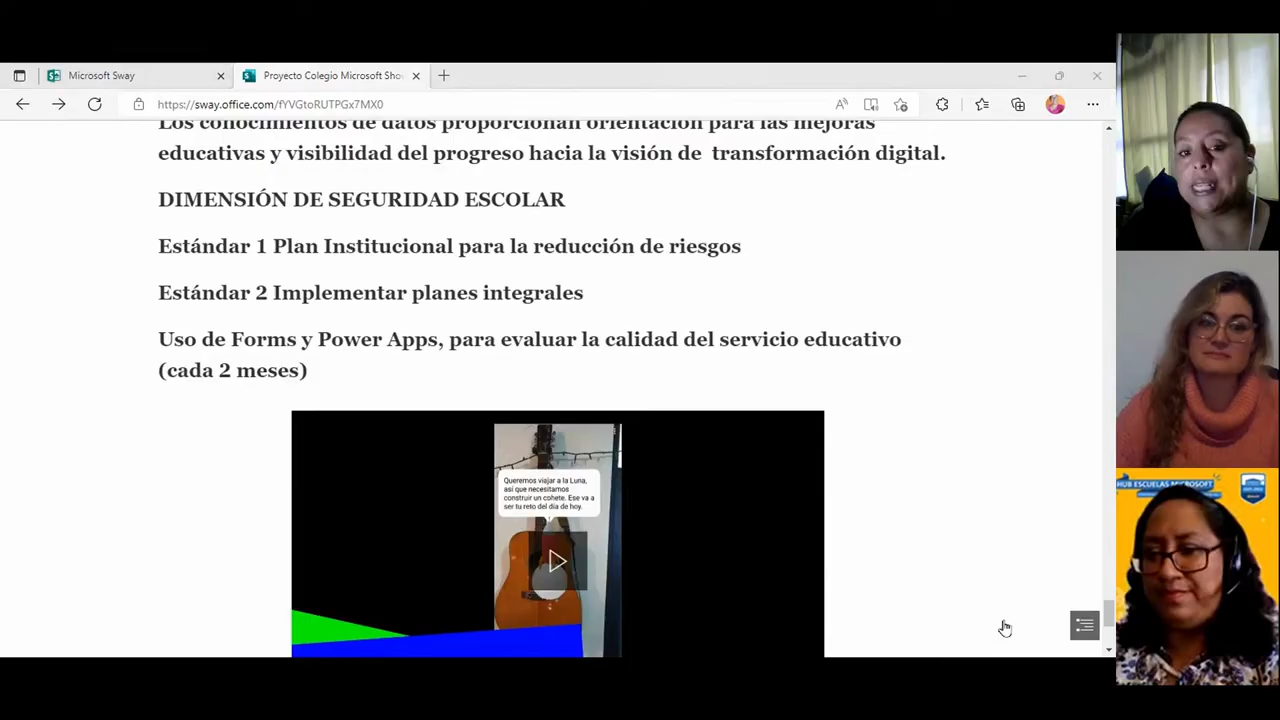 Microsoft Sway
Proyecto Colegio Microsoft Sho
https://sway.office.com/fYVGtoRUTPGx7MX0
Los conocimientos de datos proporcionan orientación para las mejoras
educativas y visibilidad del progreso hacia la visión de transformación digital.
DIMENSIÓN DE SEGURIDAD ESCOLAR
Estándar 1 Plan Institucional para la reducción de riesgos
Estándar 2 Implementar planes integrales
Uso de Forms y Power Apps, para evaluar la calidad del servicio educativo
(cada 2 meses)
Queremos viajar a la Luna,
así que necesitamos
construir un cohete. Ese va a
ser tu reto del día de hoy.
HUB ESCUELAS MICROSOFT